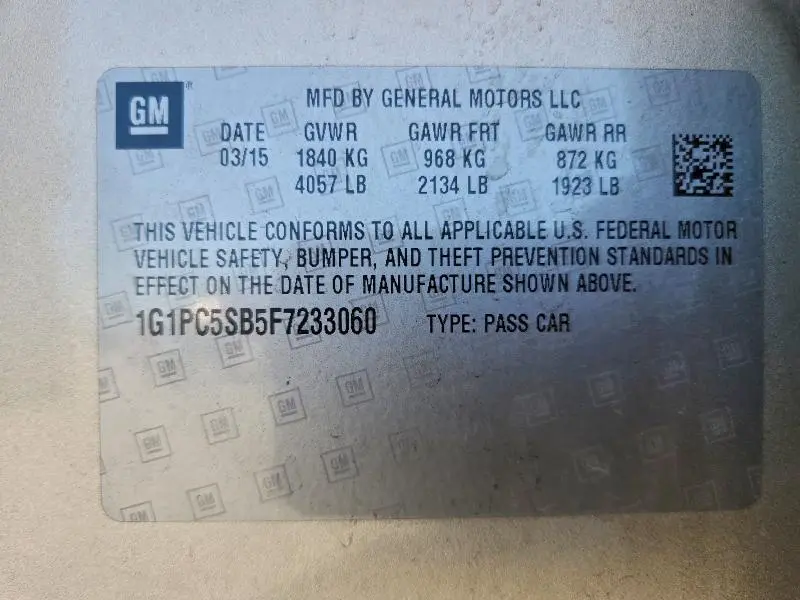 GM®
MFD BY GENERAL MOTORS LLC
DATE GVWR GAWR FRT GAWR RR
03/15 1840 KG 968 KG 872 KG
4057 LB 2134 LB 1923 LB
THIS VEHICLE CONFORMS TO ALL APPLICABLE U.S. FEDERAL MOTOR
VEHICLE SAFETY, BUMPER, AND THEFT PREVENTION STANDARDS IN
EFFECT ON THE DATE OF MANUFACTURE SHOWN ABOVE.
1G1PC5SB5F7233060 TYPE: PASS CAR